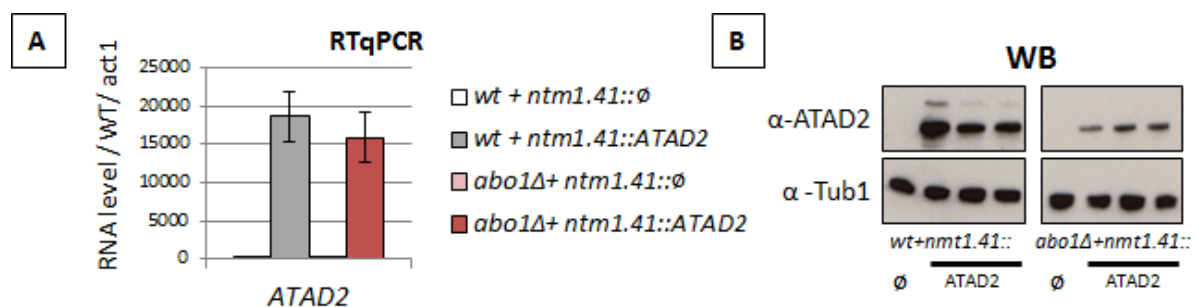 A
RTqPCR
RNA level / WT/ act1
25000
20000
15000
10000
5000
0
ATAD2
wt + ntm1.41::ø
wt + ntm1.41::ATAD2
abo1Δ+ ntm1.41::ø
abo1Δ+ ntm1.41::ATAD2
B
WB
α-ATAD2
α -Tub1
wt+nmt1.41::
abo1Δ+nmt1.41::
ø
ATAD2
ø
ATAD2